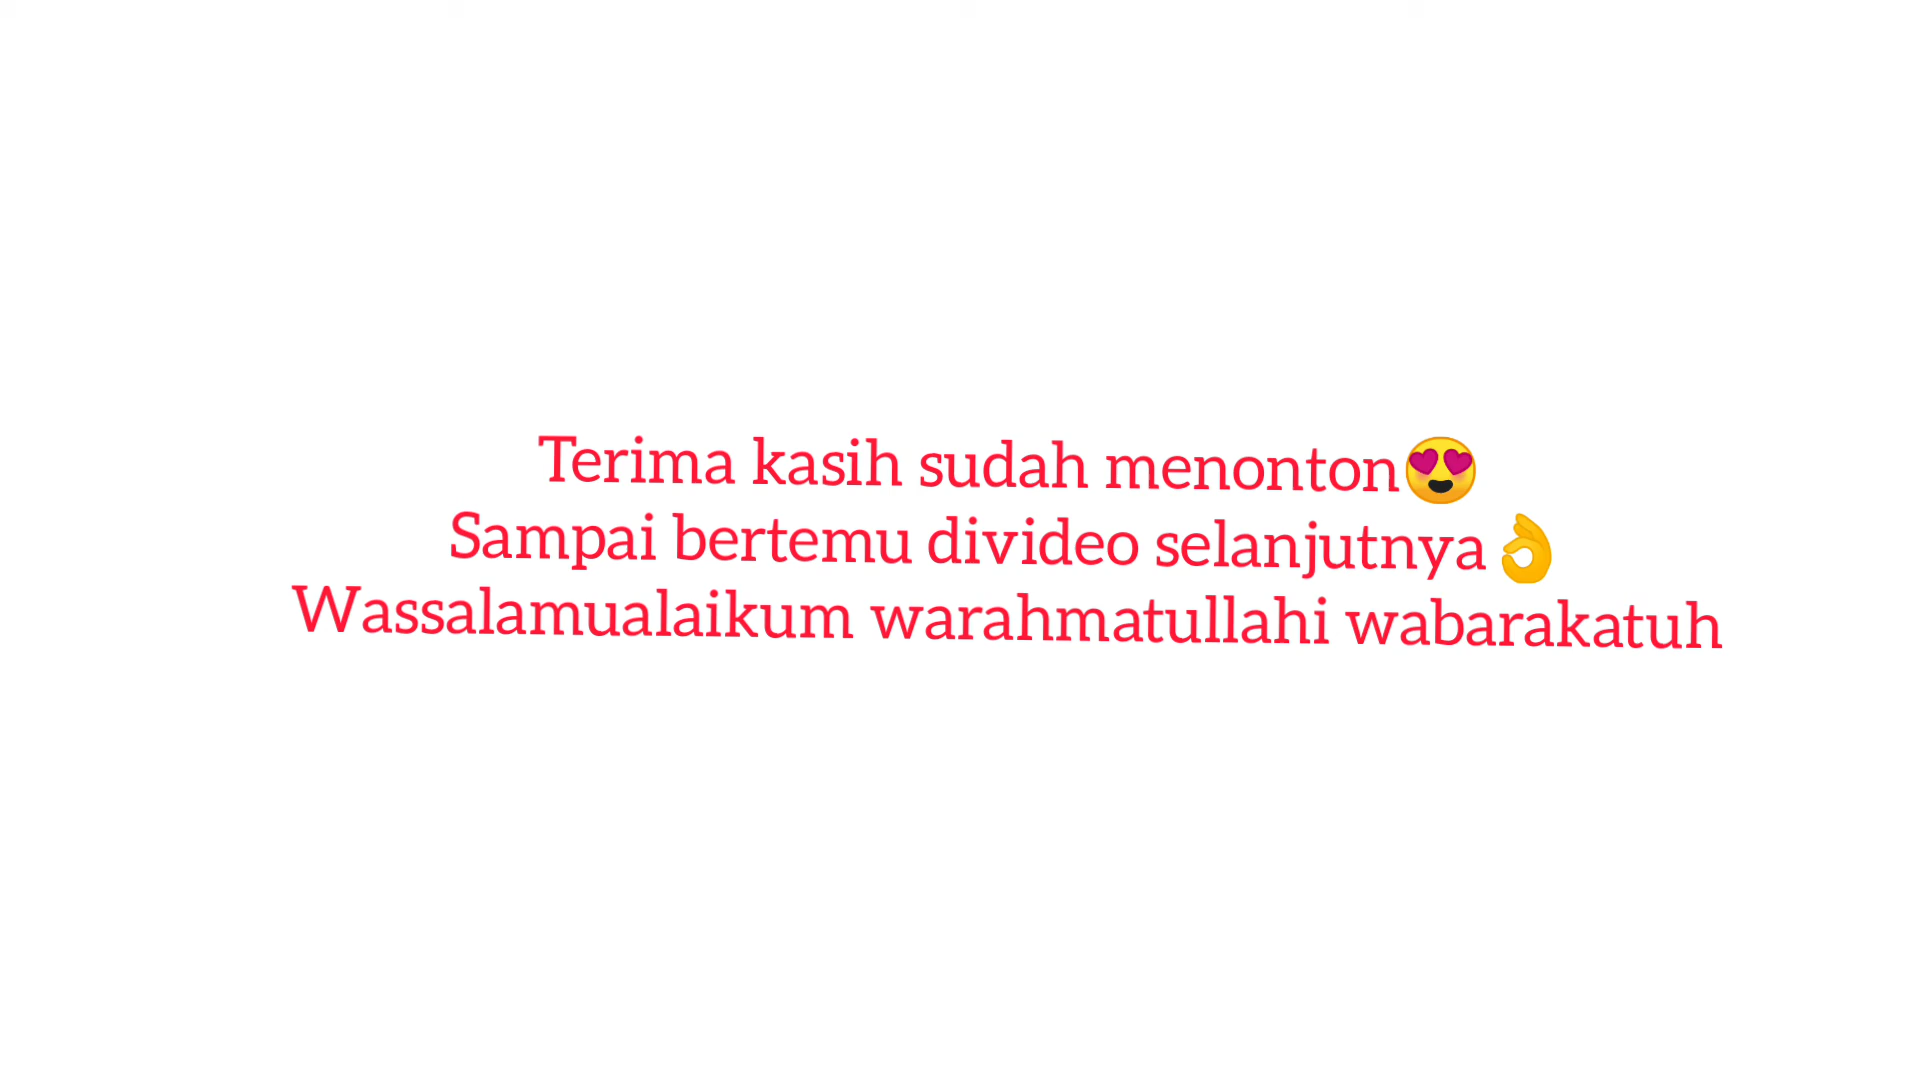 Terima kasih sudah menonton😍
Sampai bertemu divideo selanjutnya👌
Wassalamualaikum warahmatullahi wabarakatuh